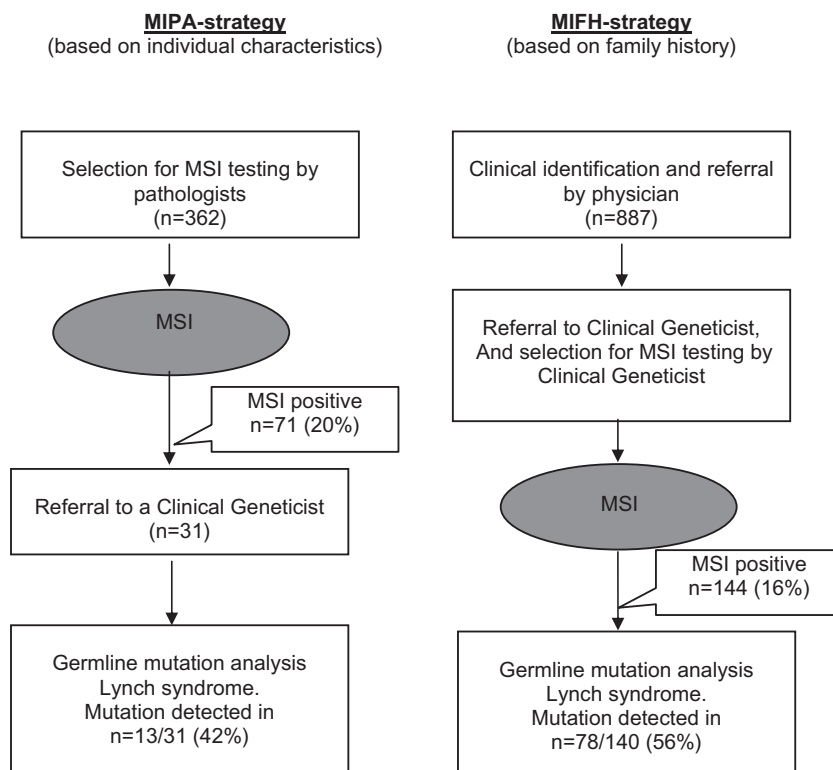 MIPA-strategy
(based on individual characteristics)
Selection for MSI testing by
pathologists
(n=362)
MSI
MSI positive
n=71 (20%)
Referral to a Clinical Geneticist
(n=31)
Germline mutation analysis
Lynch syndrome.
Mutation detected in
n=13/31 (42%)
MIFH-strategy
(based on family history)
Clinical identification and referral
by physician
(n=887)
Referral to Clinical Geneticist,
And selection for MSI testing by
Clinical Geneticist
MSI
MSI positive
n=144 (16%)
Germline mutation analysis
Lynch syndrome.
Mutation detected in
n=78/140 (56%)